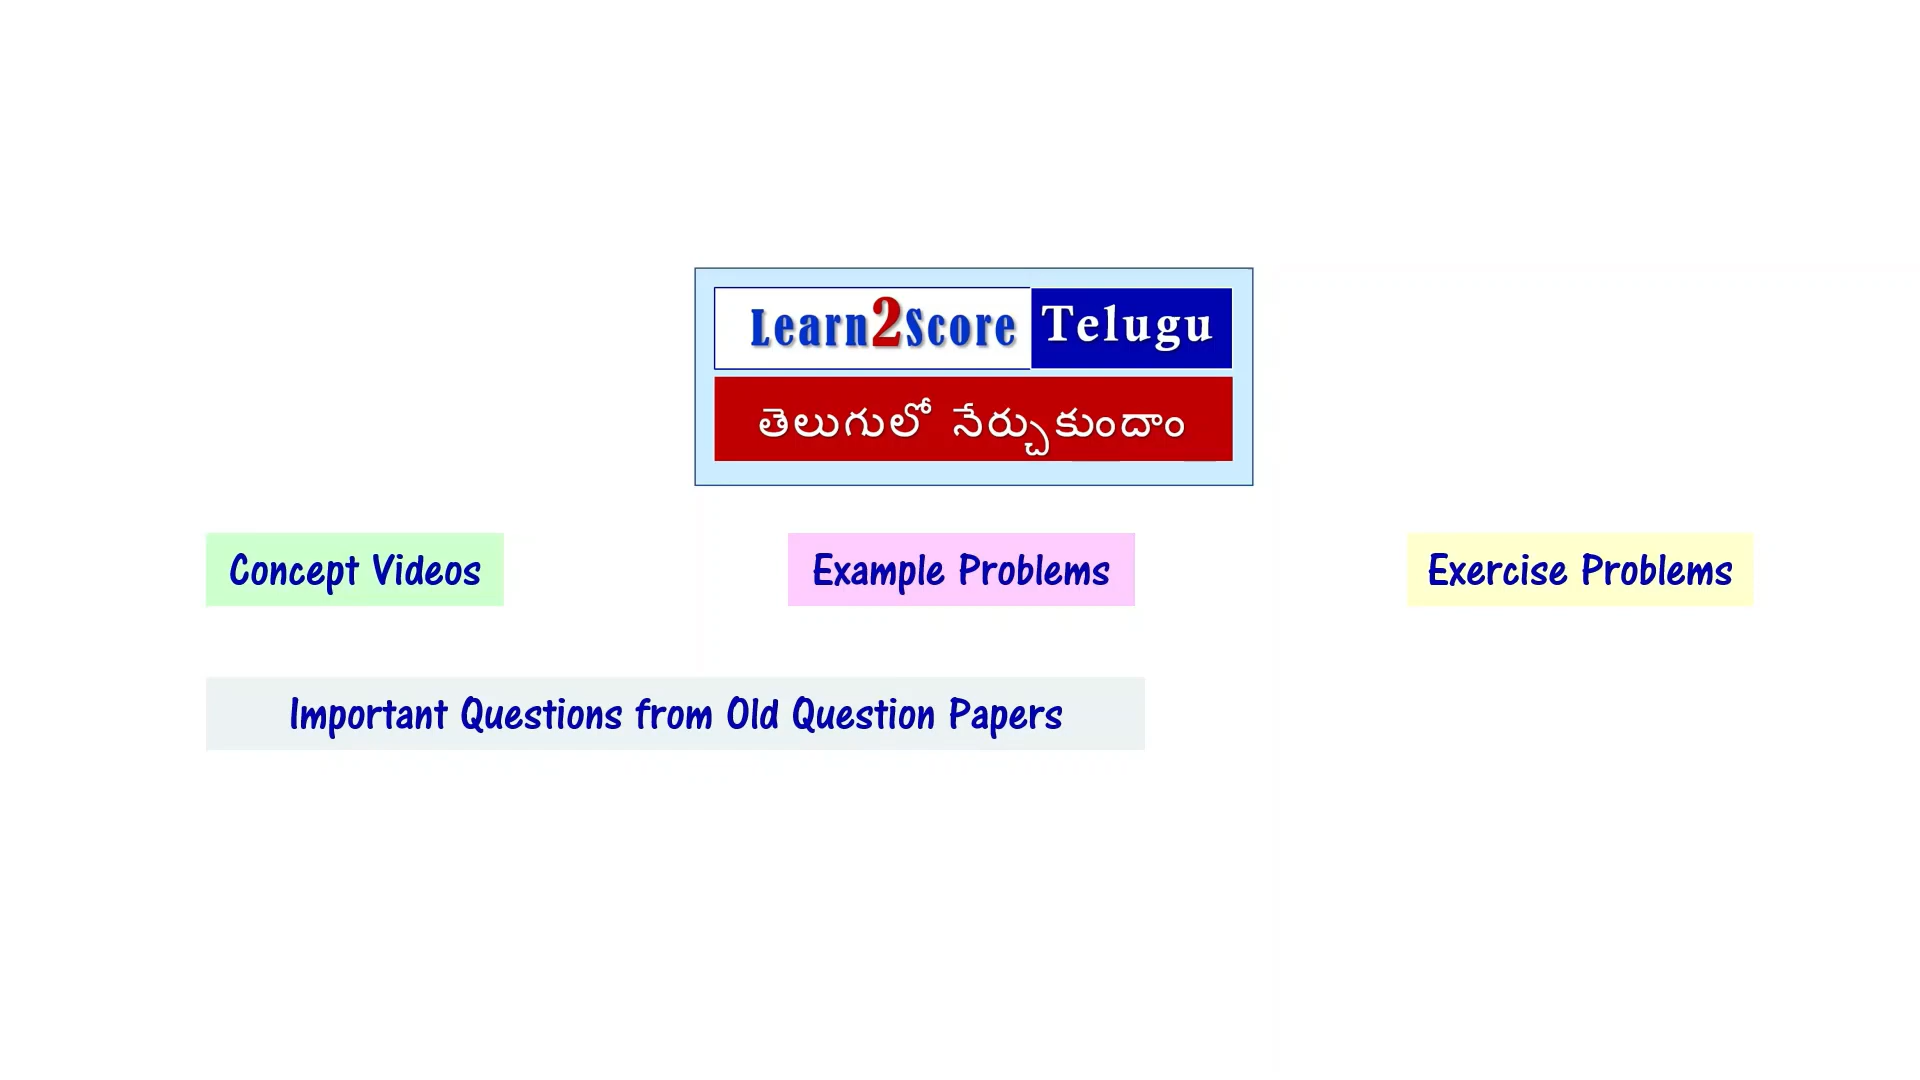 Learn2Score Telugu
తెలుగులో నేర్చుకుందాం
Concept Videos
Example Problems
Exercise Problems
Important Questions from Old Question Papers